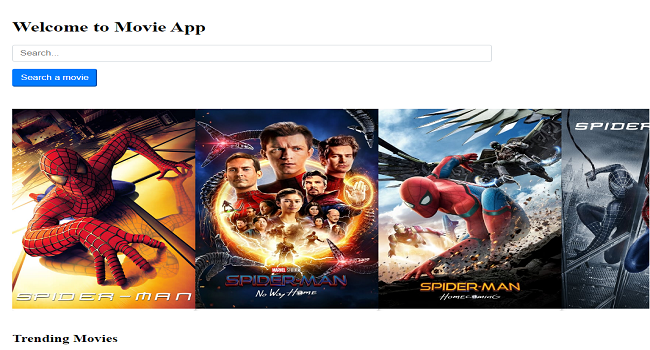 Welcome to Movie App
Search...
Search a movie
SPIDER-MAN
MARVEL STUDIOS
SPIDER-MAN
NO WAY HOME
SPIDER-MAN
HOMECOMING
SPIDER
Trending Movies